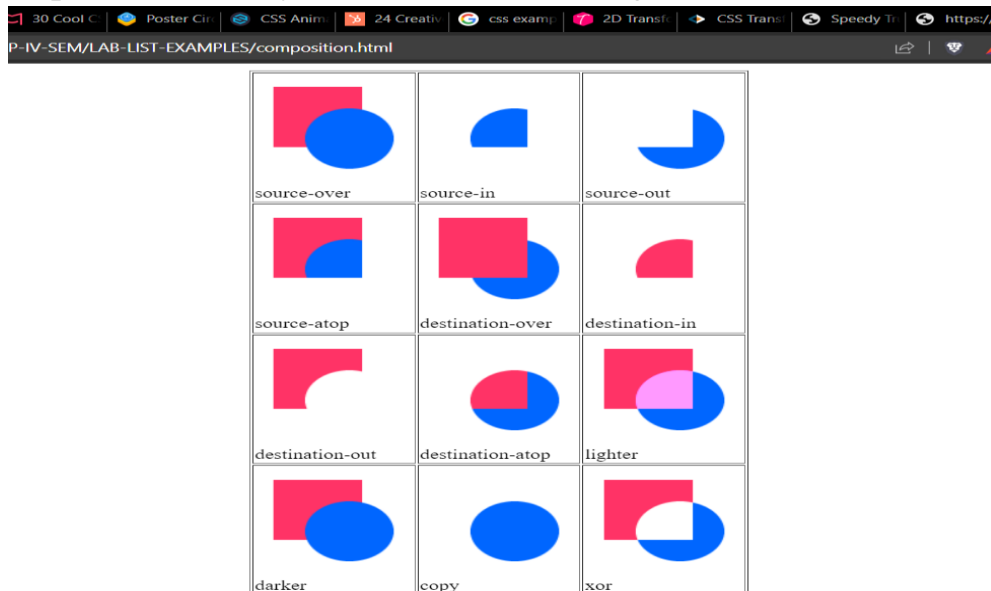 30 Cool C Poster Cir CSS Anim 24 Creativ css examp 2D Transfo CSS Trans Speedy Tr https:/
P-IV-SEM/LAB-LIST-EXAMPLES/composition.html
source-over source-in source-out
source-atop destination-over destination-in
destination-out destination-atop lighter
darker copy xor